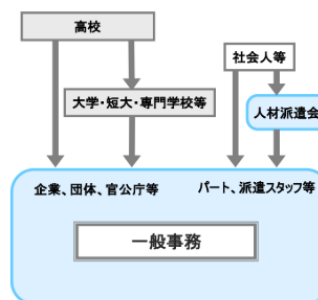 高校
社会人等
大学・短大・専門学校等
人材派遣会
企業、団体、官公庁等
パート、派遣スタッフ等
一般事務